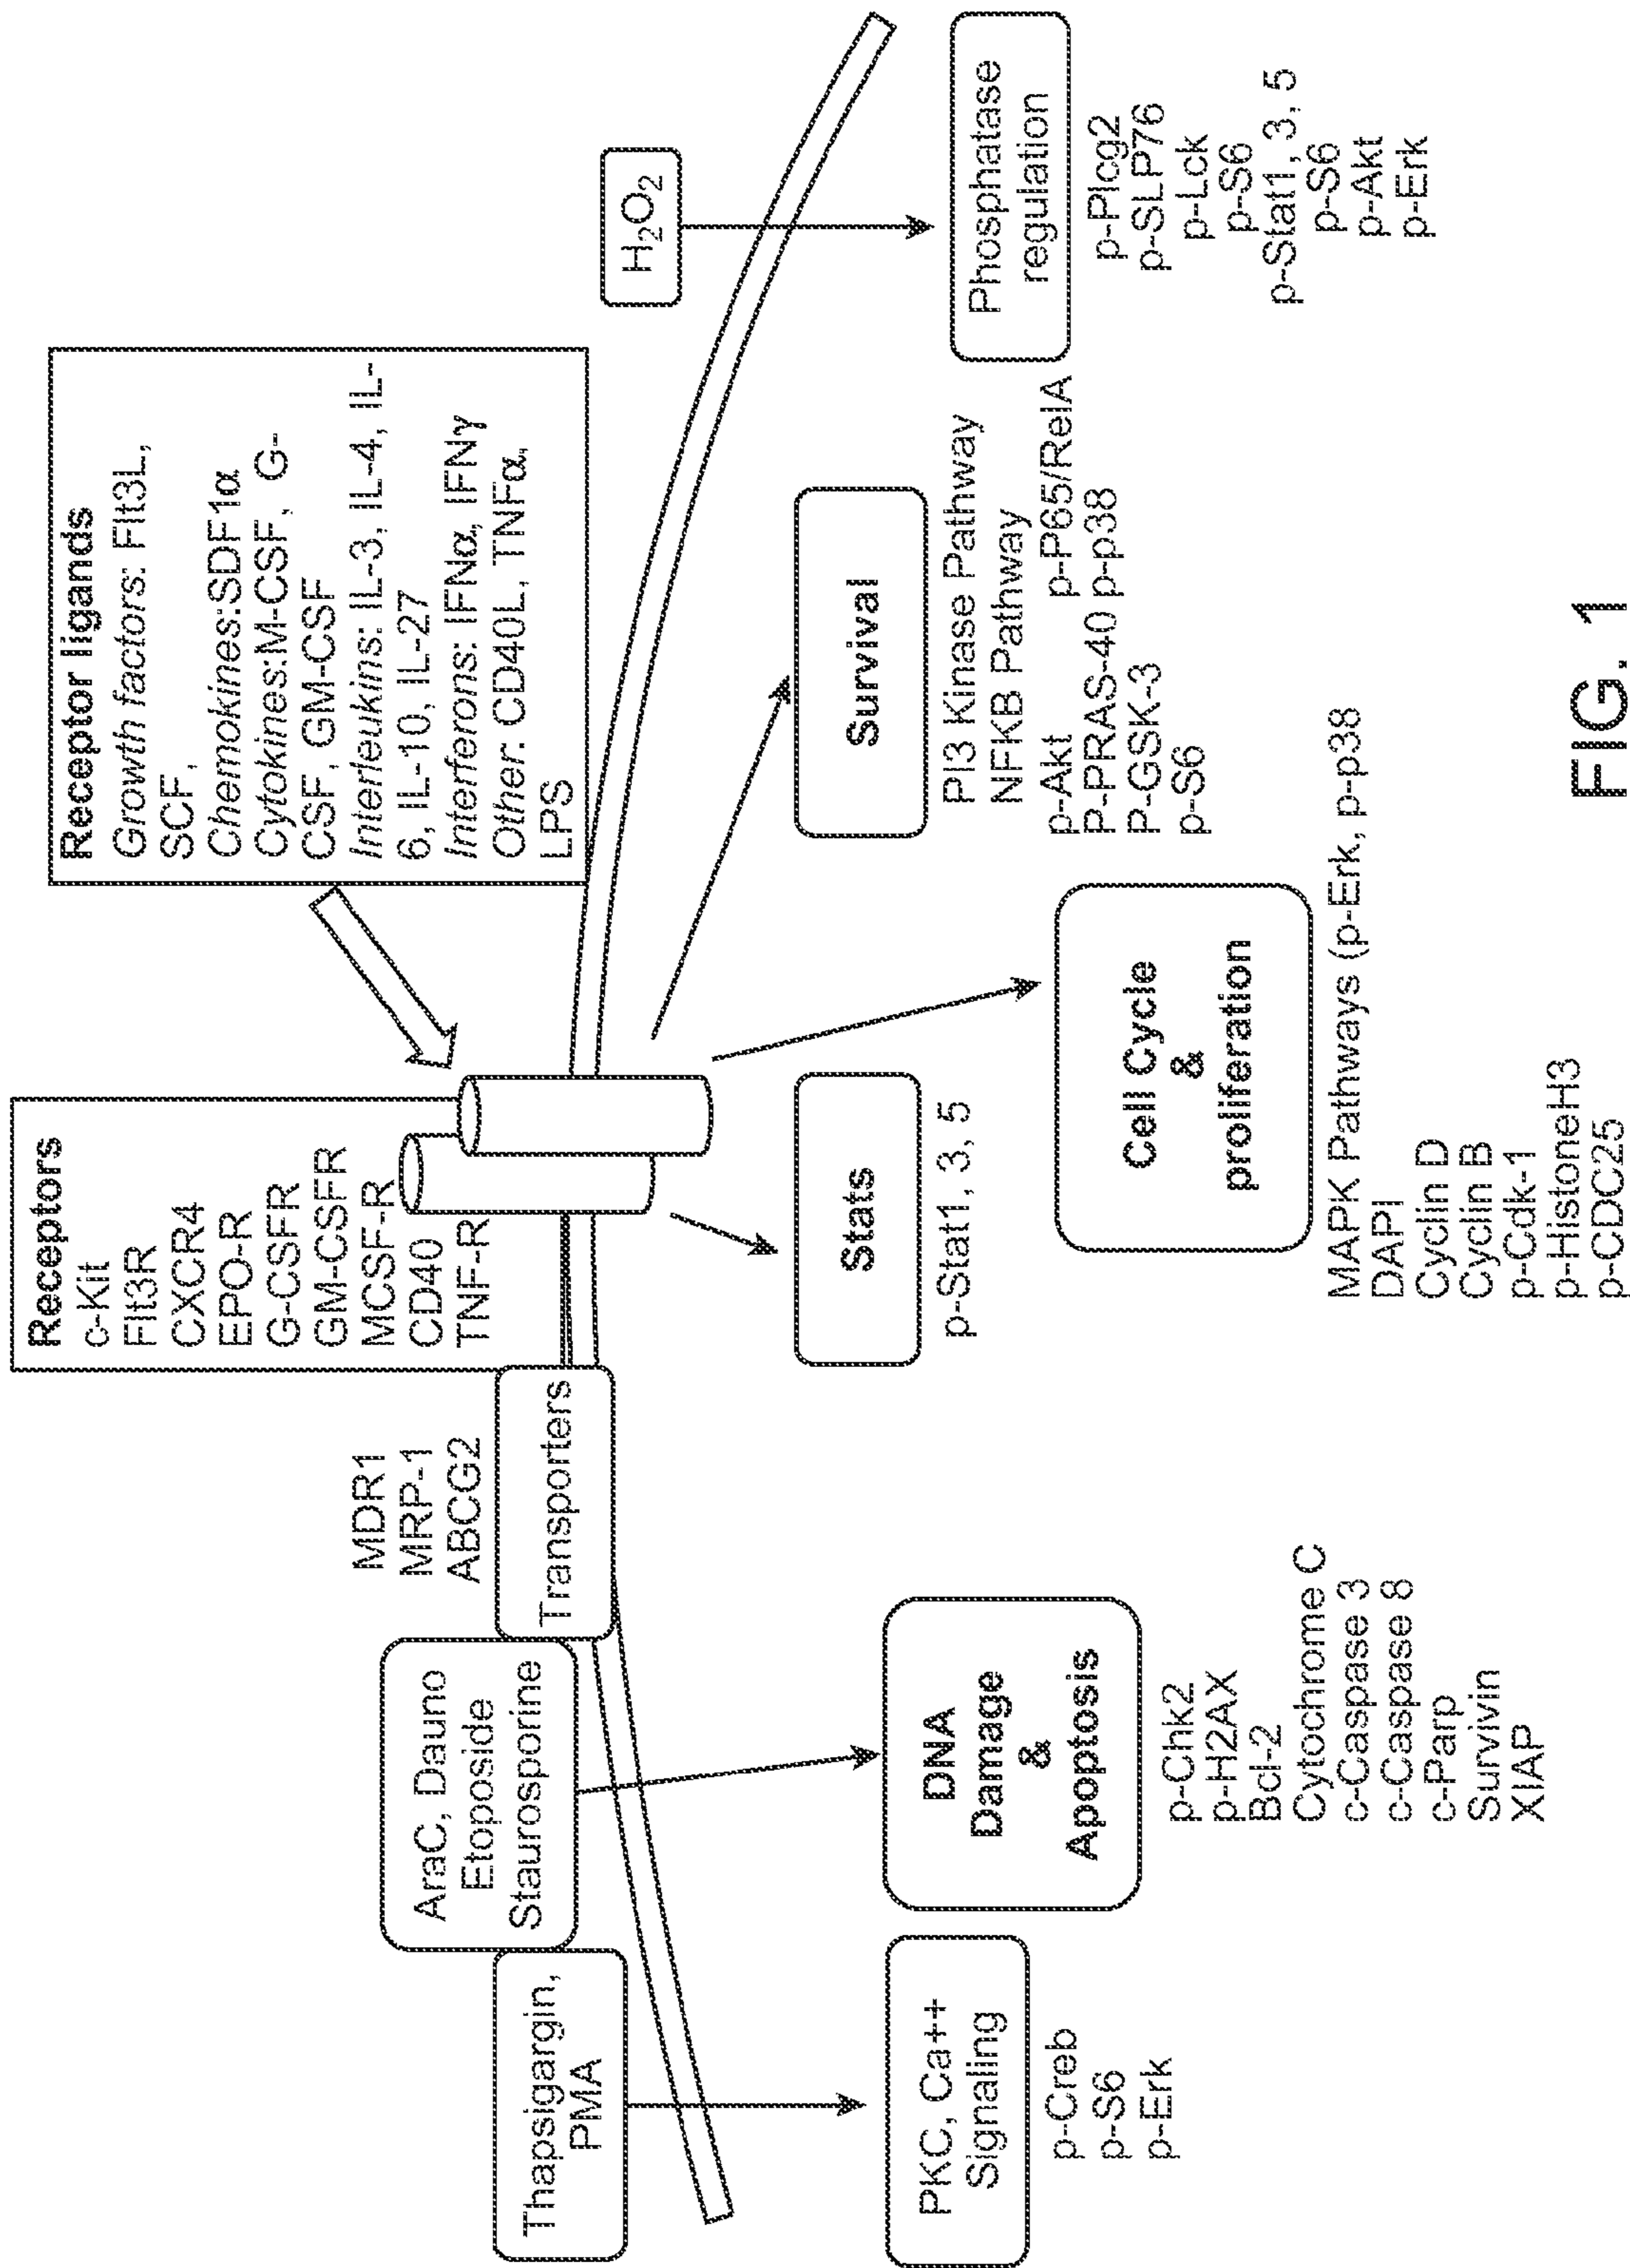 Receptors
c-Kit
Flt3R
CXCR4
EPO-R
G-CSFR
GM-CSFR
MCSF-R
CD40
TNF-R
Receptor ligands
Growth factors: Flt3L,
SCF,
Chemokines:SDF1α
Cytokines:M-CSF, G-
CSF, GM-CSF
Interleukins: IL-3, IL-4, IL-
6, IL-10, IL-27
Interferons: IFNα, IFNγ
Other: CD40L, TNFα,
LPS
MDR1
MRP-1
ABCG2
Transporters
AraC, Dauno
Etoposide
Staurosporine
Thapsigargin,
PMA
H₂O₂
PKC, Ca++
Signaling
p-Creb
p-S6
p-Erk
DNA
Damage
&
Apoptosis
p-Chk2
p-H2AX
Bcl-2
Cytochrome C
c-Caspase 3
c-Caspase 8
c-Parp
Survivin
XIAP
Stats
p-Stat1, 3, 5
Cell Cycle
&
proliferation
MAPK Pathways (p-Erk, p-p38
DAPI
Cyclin D
Cyclin B
p-Cdk-1
p-HistoneH3
p-CDC25
Survival
PI3 Kinase Pathway
NFKB Pathway
p-Akt p-P65/RelA
P-PRAS-40 p-p38
P-GSK-3
p-S6
Phosphatase
regulation
p-Plcg2
p-SLP76
p-Lck
p-S6
p-Stat1, 3, 5
p-S6
p-Akt
p-Erk
FIG. 1